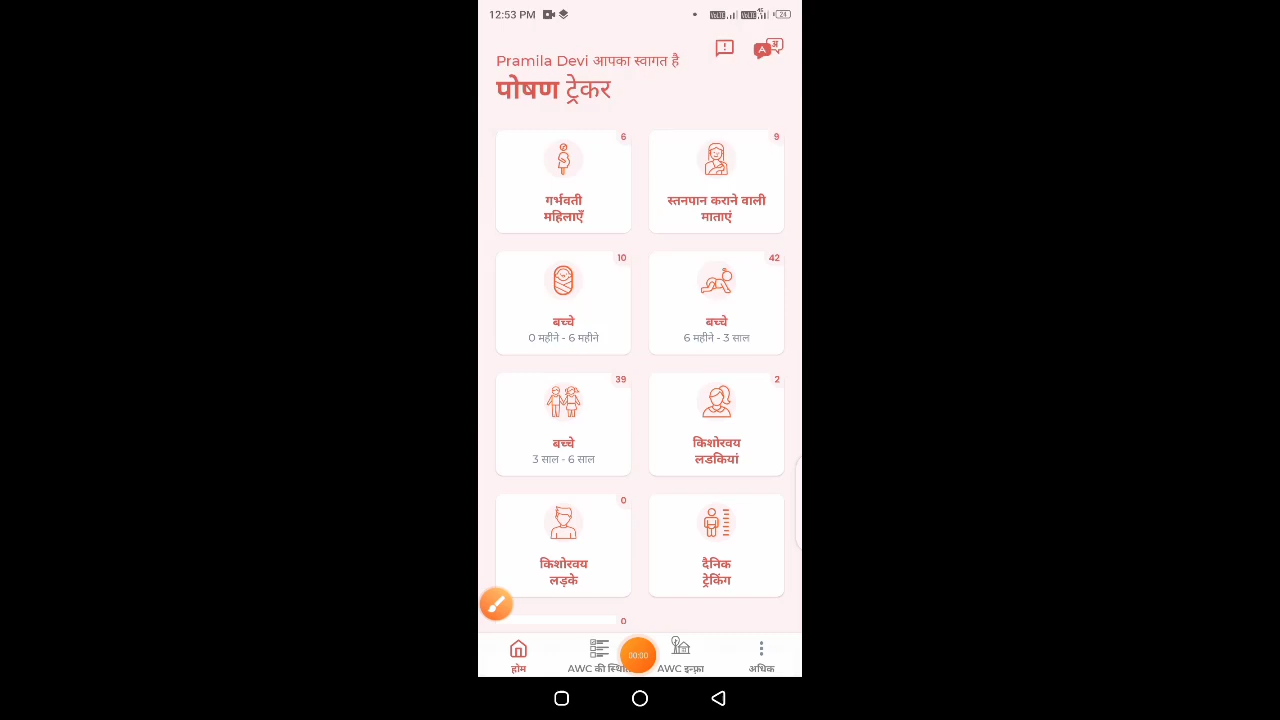 12:53 PM
24
Pramila Devi आपका स्वागत है
पोषण ट्रेकर
6
गर्भवती
महिलाएँ
9
स्तनपान कराने वाली
माताएं
10
बच्चे
0 महीने - 6 महीने
42
बच्चे
6 महीने - 3 साल
39
बच्चे
3 साल - 6 साल
2
किशोरवय
लडकियां
0
किशोरवय
लड़के
दैनिक
ट्रेकिंग
0
00:00
होम
AWC की
AWC इन्फ़्रा
अधिक